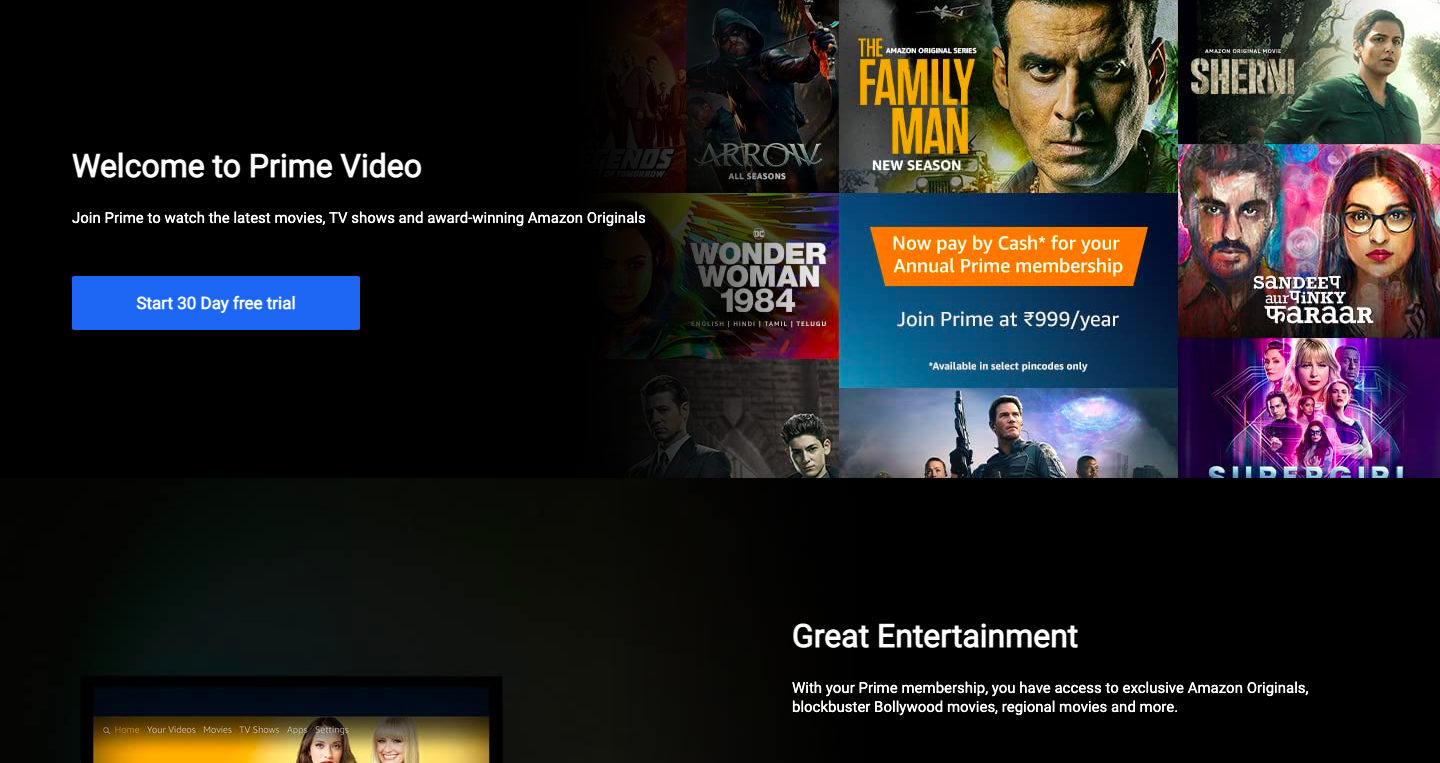 Welcome to Prime Video
Join Prime to watch the latest movies, TV shows and award-winning Amazon Originals
Start 30 Day free trial
OF TOMORROW
ARROW
ALL SEASONS
THE
AMAZON ORIGINAL SERIES
FAMILY
MAN
NEW SEASON
AMAZON ORIGINAL MOVIE
SHERNI
DC
WONDER
WOMAN
1984
ENGLISH | HINDI | TAMIL | TELUGU
Now pay by Cash* for your
Annual Prime membership
Join Prime at ₹999/year
*Available in select pincodes only
SANDEEP
aur PINKY
फARAAR
SUPERGIRL
Great Entertainment
With your Prime membership, you have access to exclusive Amazon Originals,
blockbuster Bollywood movies, regional movies and more.
Home Your Videos Movies TV Shows Apps Settings